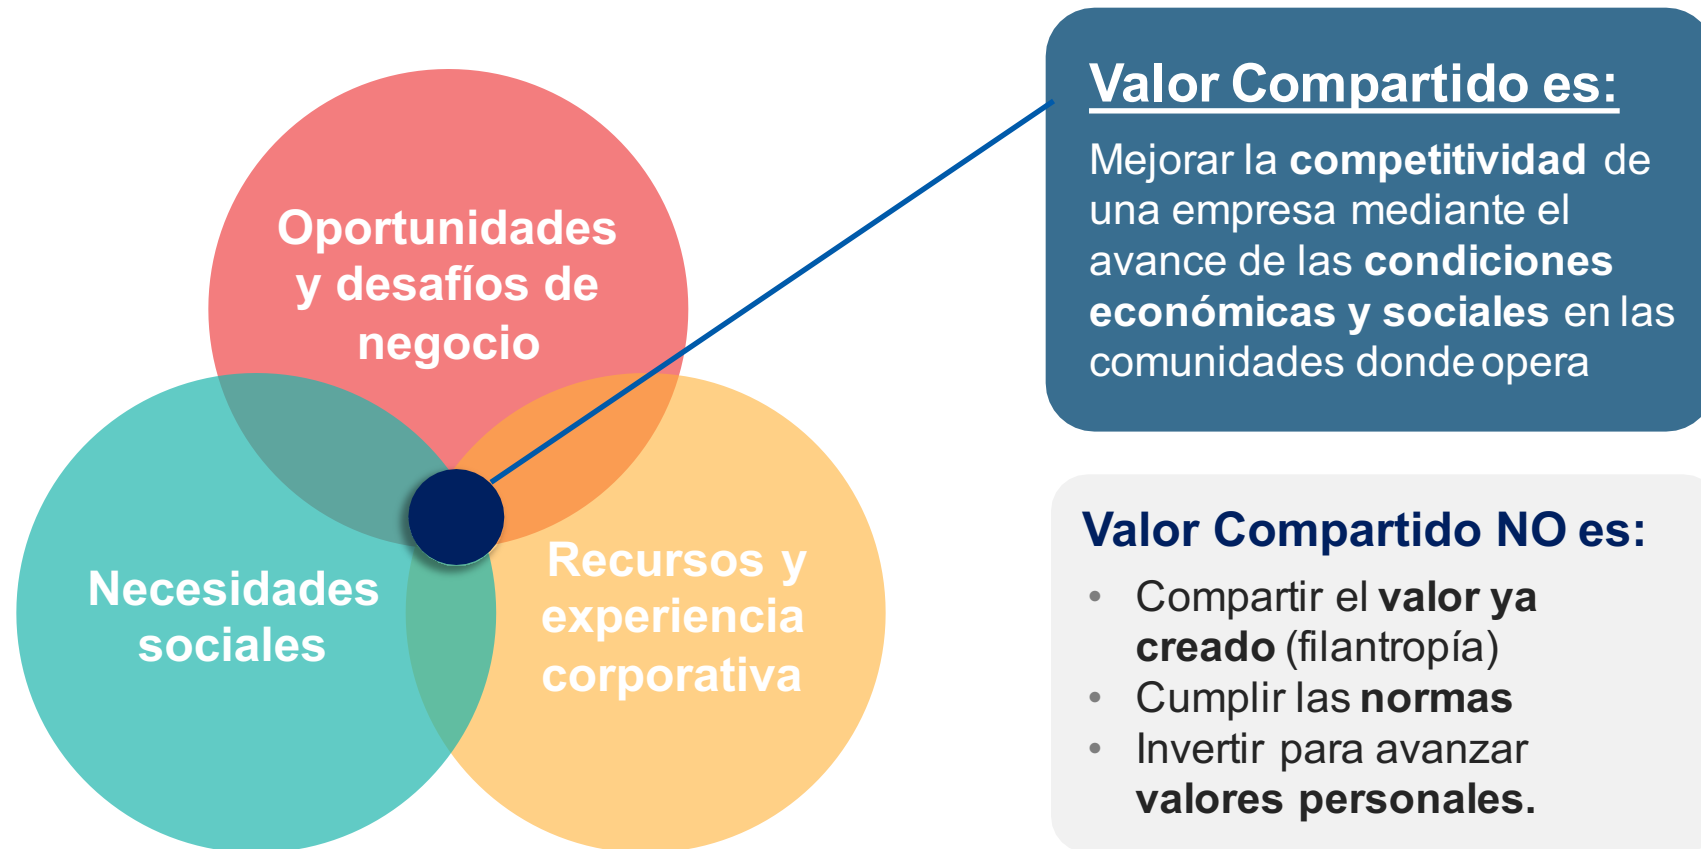 Oportunidades
y desafíos de
negocio
Necesidades
sociales
Recursos y
experiencia
corporativa
Valor Compartido es:
Mejorar la competitividad de
una empresa mediante el
avance de las condiciones
económicas y sociales en las
comunidades donde opera
Valor Compartido NO es:
• Compartir el valor ya
creado (filantropía)
• Cumplir las normas
• Invertir para avanzar
valores personales.